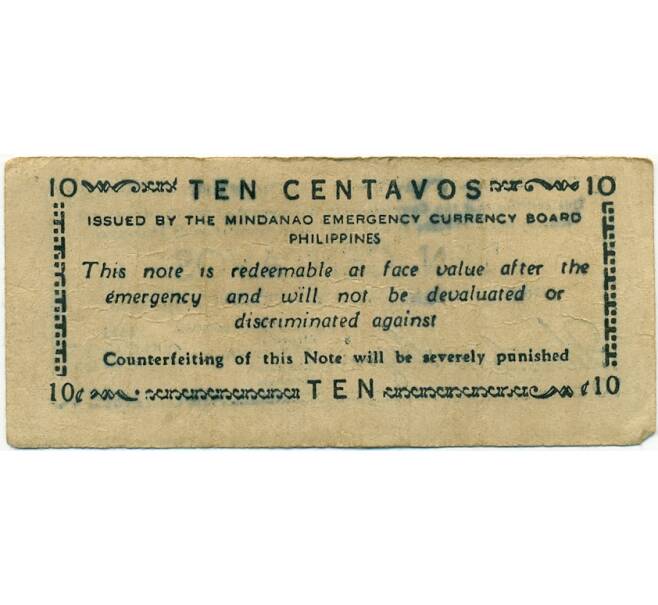 10 TEN CENTAVOS 10
ISSUED BY THE MINDANAO EMERGENCY CURRENCY BOARD
PHILIPPINES
This note is redeemable at face value after the
emergency and will not be devaluated or
discriminated against
Counterfeiting of this Note will be severely punished
10¢ TEN ¢10